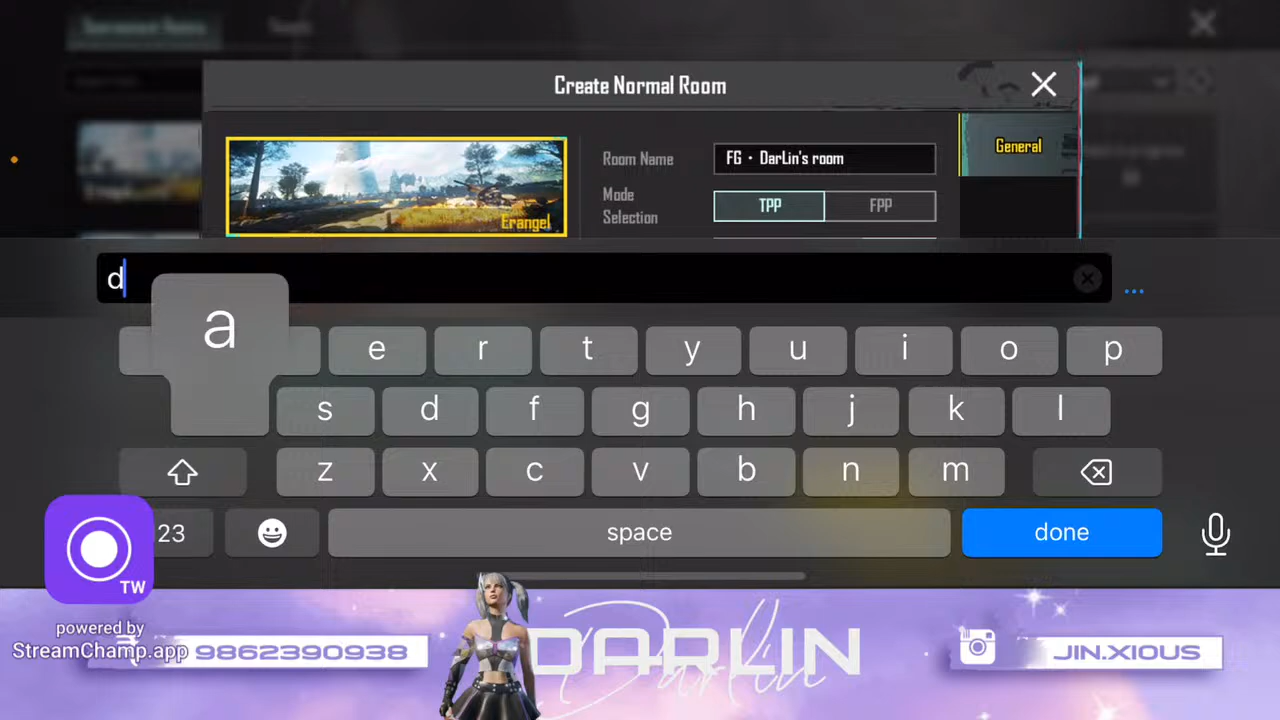 Create Normal Room
Room Name
FG • DarLin's room
General
Mode
Selection
TPP
FPP
Erangel
d
...
a
e r t y u i o p
s d f g h j k l
z x c v b n m
23
space
done
TW
powered by
StreamChamp.app
9862390938
DARLIN
Darlin
JIN.XIOUS